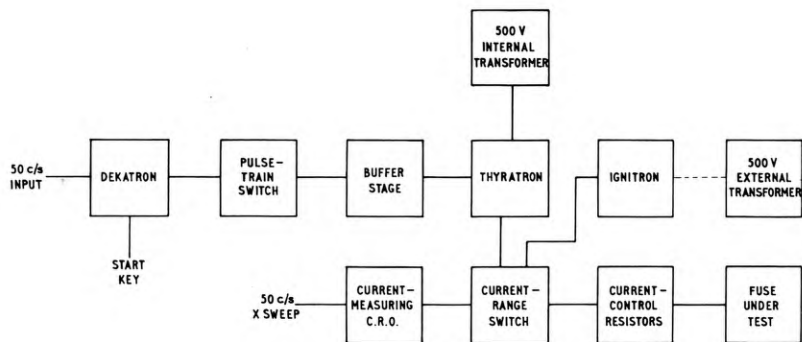 500 V
INTERNAL
TRANSFORMER
50 c/s
INPUT
DEKATRON
PULSE-
TRAIN
SWITCH
BUFFER
STAGE
THYRATRON
IGNITRON
500 V
EXTERNAL
TRANSFORMER
START
KEY
50 c/s
X SWEEP
CURRENT-
MEASURING
C.R.O.
CURRENT-
RANGE
SWITCH
CURRENT-
CONTROL
RESISTORS
FUSE
UNDER
TEST